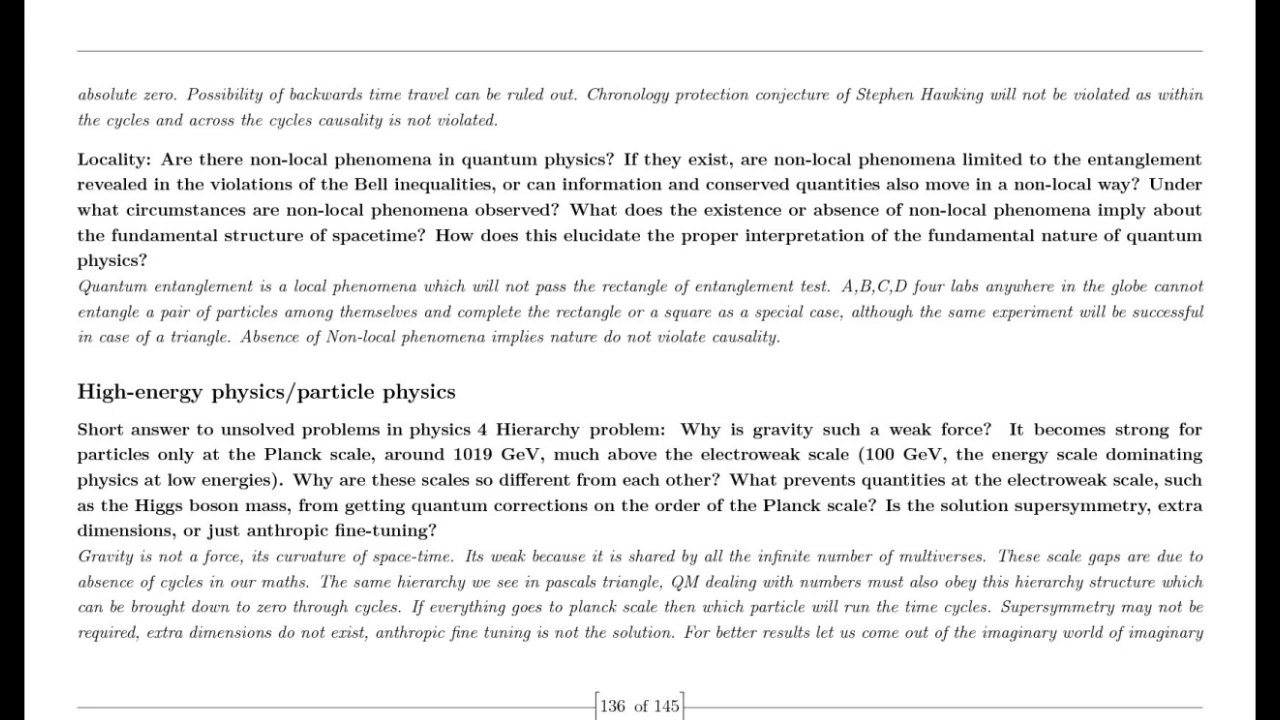 absolute zero. Possibility of backwards time travel can be ruled out. Chronology protection conjecture of Stephen Hawking will not be violated as within
the cycles and across the cycles causality is not violated.
Locality: Are there non-local phenomena in quantum physics? If they exist, are non-local phenomena limited to the entanglement
revealed in the violations of the Bell inequalities, or can information and conserved quantities also move in a non-local way? Under
what circumstances are non-local phenomena observed? What does the existence or absence of non-local phenomena imply about
the fundamental structure of spacetime? How does this elucidate the proper interpretation of the fundamental nature of quantum
physics?
Quantum entanglement is a local phenomena which will not pass the rectangle of entanglement test. A,B,C,D four labs anywhere in the globe cannot
entangle a pair of particles among themselves and complete the rectangle or a square as a special case, although the same experiment will be successful
in case of a triangle. Absence of Non-local phenomena implies nature do not violate causality.
High-energy physics/particle physics
Short answer to unsolved problems in physics 4 Hierarchy problem: Why is gravity such a weak force? It becomes strong for
particles only at the Planck scale, around 1019 GeV, much above the electroweak scale (100 GeV, the energy scale dominating
physics at low energies). Why are these scales so different from each other? What prevents quantities at the electroweak scale, such
as the Higgs boson mass, from getting quantum corrections on the order of the Planck scale? Is the solution supersymmetry, extra
dimensions, or just anthropic fine-tuning?
Gravity is not a force, its curvature of space-time. Its weak because it is shared by all the infinite number of multiverses. These scale gaps are due to
absence of cycles in our maths. The same hierarchy we see in pascals triangle, QM dealing with numbers must also obey this hierarchy structure which
can be brought down to zero through cycles. If everything goes to planck scale then which particle will run the time cycles. Supersymmetry may not be
required, extra dimensions do not exist, anthropic fine tuning is not the solution. For better results let us come out of the imaginary world of imaginary
136 of 145